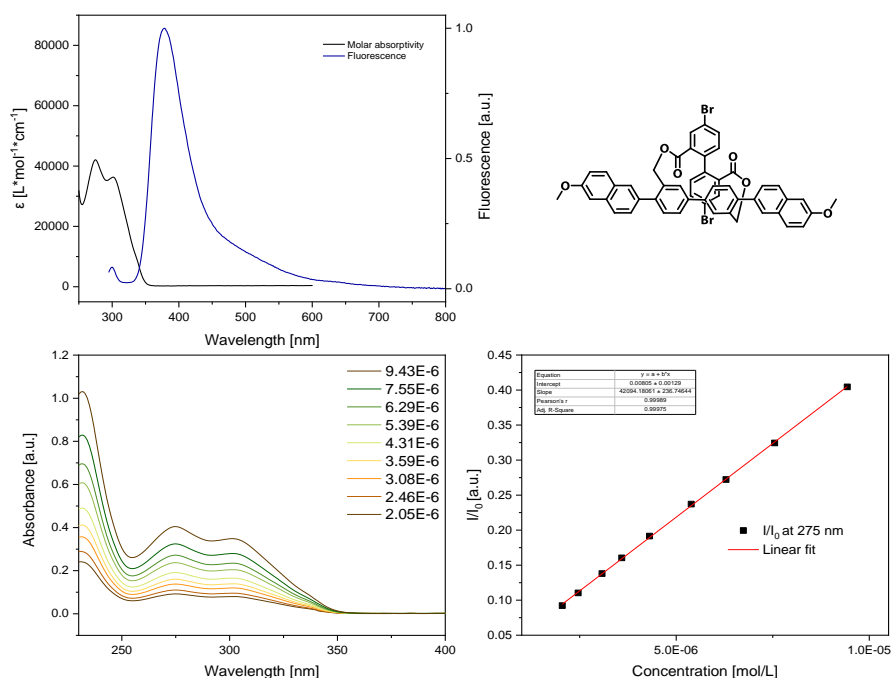 Molar absorptivity
Fluorescence
80000
60000
40000
20000
0
ε [L*mol⁻¹*cm⁻¹]
1.0
0.5
0.0
Fluorescence [a.u.]
300 400 500 600 700 800
Wavelength [nm]
Br
O
O
O
O
Br
O
O
1.2
1.0
0.8
0.6
0.4
0.2
0.0
Absorbance [a.u.]
9.43E-6
7.55E-6
6.29E-6
5.39E-6
4.31E-6
3.59E-6
3.08E-6
2.46E-6
2.05E-6
250 300 350 400
Wavelength [nm]
0.45
0.40
0.35
0.30
0.25
0.20
0.15
0.10
0.05
I/I₀ [a.u.]
Equation y = a + b*x
Intercept 0.00805 ± 0.00129
Slope 42094.18061 ± 236.74644
Pearson's r 0.99989
Adj. R-Square 0.99975
I/I₀ at 275 nm
Linear fit
5.0E-06 1.0E-05
Concentration [mol/L]